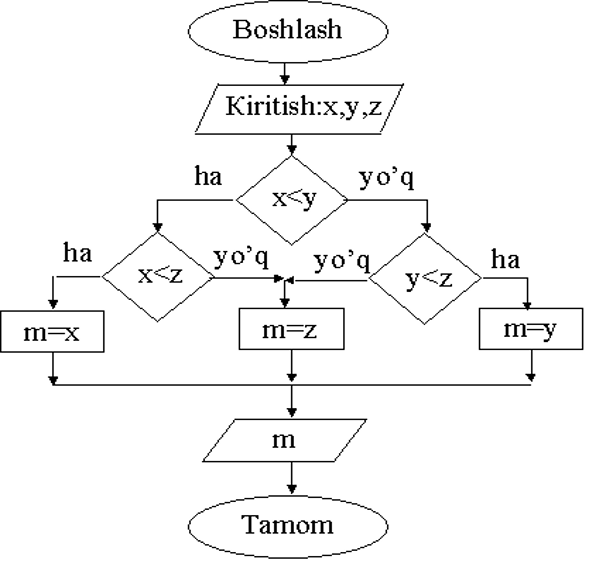 Boshlash
Kiritish:x,y,z
ha
x<y
yo’q
ha
x<z
yo’q
yo’q
y<z
ha
m=x
m=z
m=y
m
Tamom